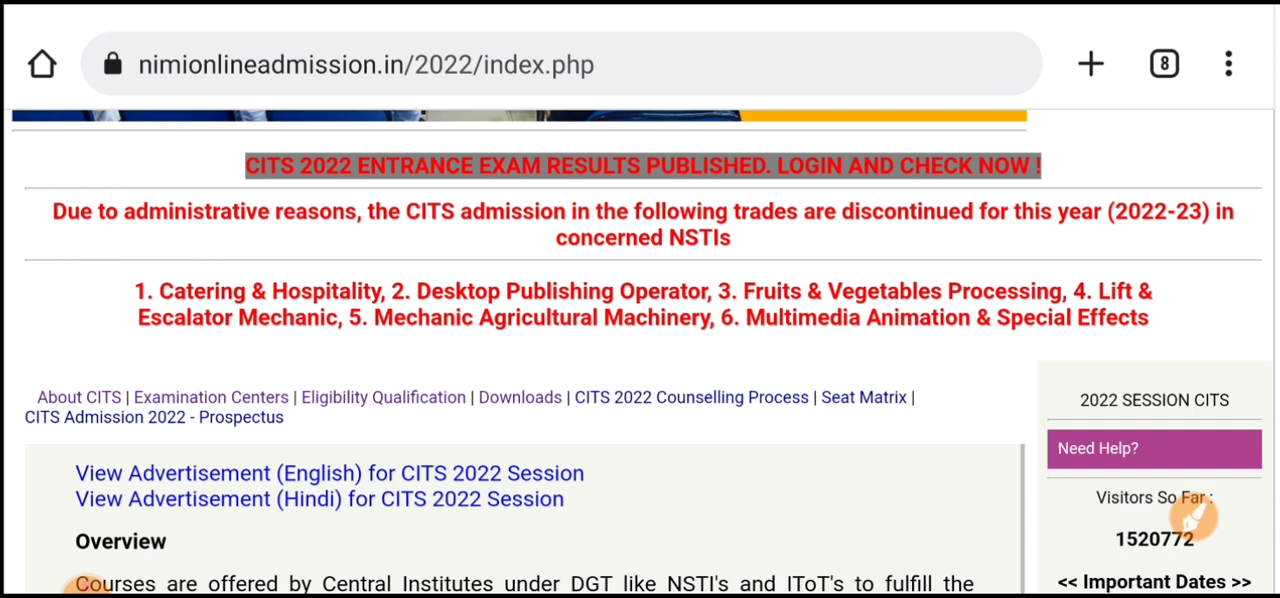 nimionlineadmission.in/2022/index.php
8
CITS 2022 ENTRANCE EXAM RESULTS PUBLISHED. LOGIN AND CHECK NOW !
Due to administrative reasons, the CITS admission in the following trades are discontinued for this year (2022-23) in
concerned NSTIs
1. Catering & Hospitality, 2. Desktop Publishing Operator, 3. Fruits & Vegetables Processing, 4. Lift &
Escalator Mechanic, 5. Mechanic Agricultural Machinery, 6. Multimedia Animation & Special Effects
About CITS | Examination Centers | Eligibility Qualification | Downloads | CITS 2022 Counselling Process | Seat Matrix |
CITS Admission 2022 - Prospectus
View Advertisement (English) for CITS 2022 Session
View Advertisement (Hindi) for CITS 2022 Session
Overview
Courses are offered by Central Institutes under DGT like NSTI's and IToT's to fulfill the
2022 SESSION CITS
Need Help?
Visitors So Far :
1520772
<< Important Dates >>